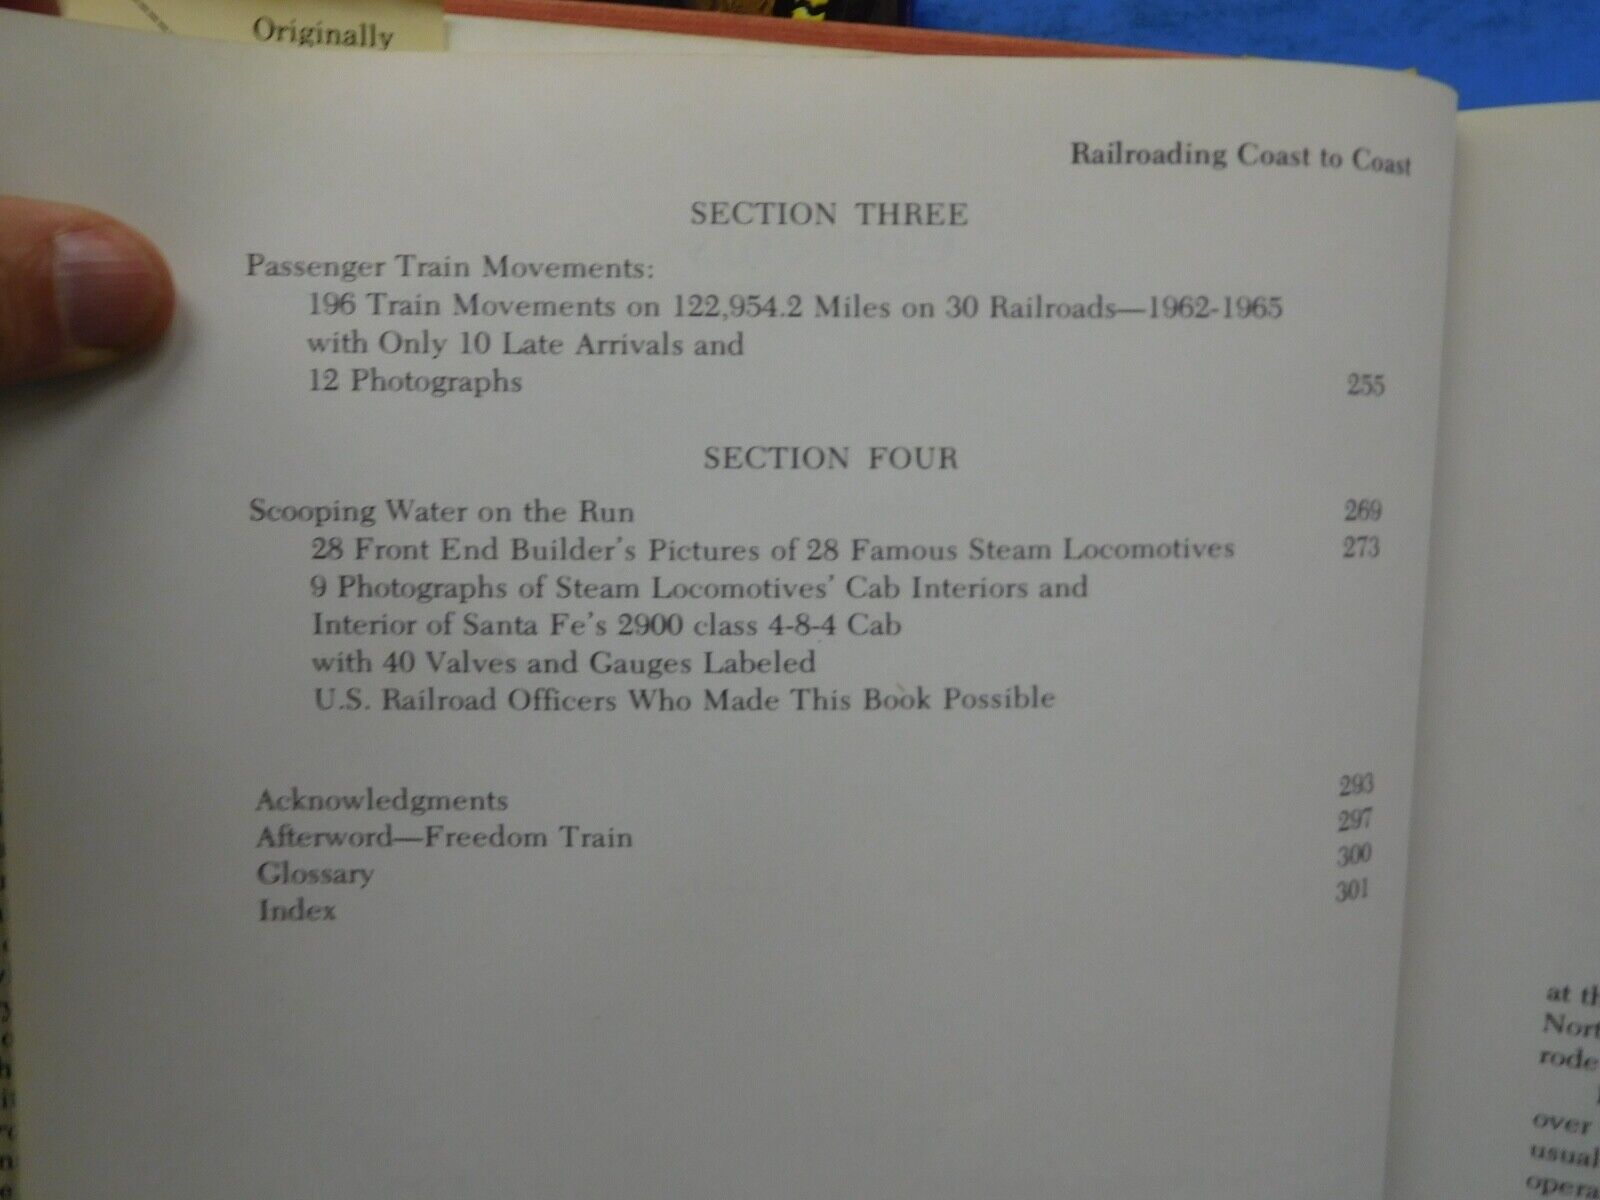 Originally
Railroading Coast to Coast
SECTION THREE
Passenger Train Movements:
196 Train Movements on 122,954.2 Miles on 30 Railroads—1962-1965
with Only 10 Late Arrivals and
12 Photographs 255
SECTION FOUR
Scooping Water on the Run 269
28 Front End Builder's Pictures of 28 Famous Steam Locomotives 273
9 Photographs of Steam Locomotives' Cab Interiors and
Interior of Santa Fe's 2900 class 4-8-4 Cab
with 40 Valves and Gauges Labeled
U.S. Railroad Officers Who Made This Book Possible
Acknowledgments 293
Afterword—Freedom Train 297
Glossary 300
Index 301
at th
Nort
rode
over
usual
opera